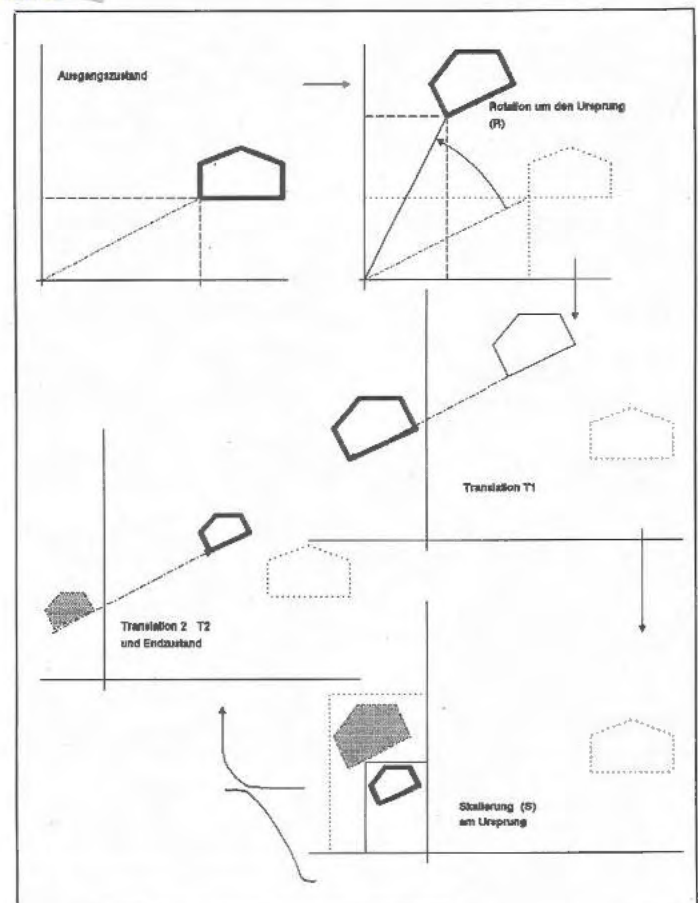 Ausgangszustand
Rotation um den Ursprung
(R)
Translation T1
Translation 2 T2
und Endzustand
Skalierung (S)
am Ursprung